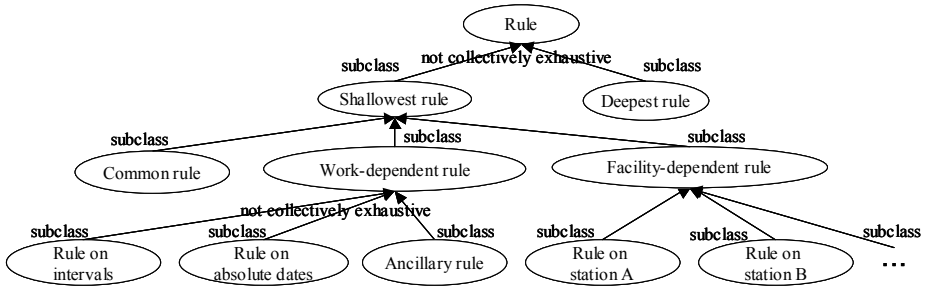 Rule
not collectively exhaustive
subclass
subclass
Shallowest rule
Deepest rule
subclass
subclass
subclass
Common rule
Work-dependent rule
Facility-dependent rule
not collectively exhaustive
subclass
subclass
subclass
subclass
subclass
subclass
Rule on
intervals
Rule on
absolute dates
Ancillary rule
Rule on
station A
Rule on
station B
...